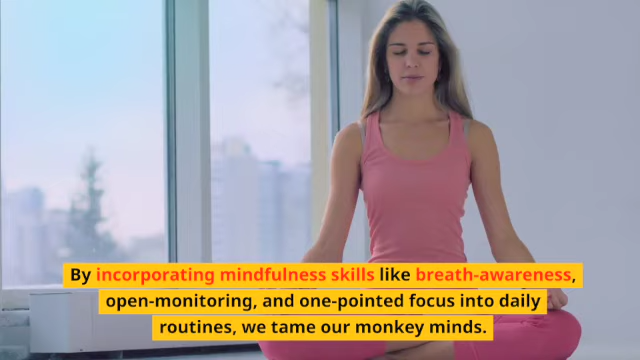 By incorporating mindfulness skills like breath-awareness,
open-monitoring, and one-pointed focus into daily
routines, we tame our monkey minds.